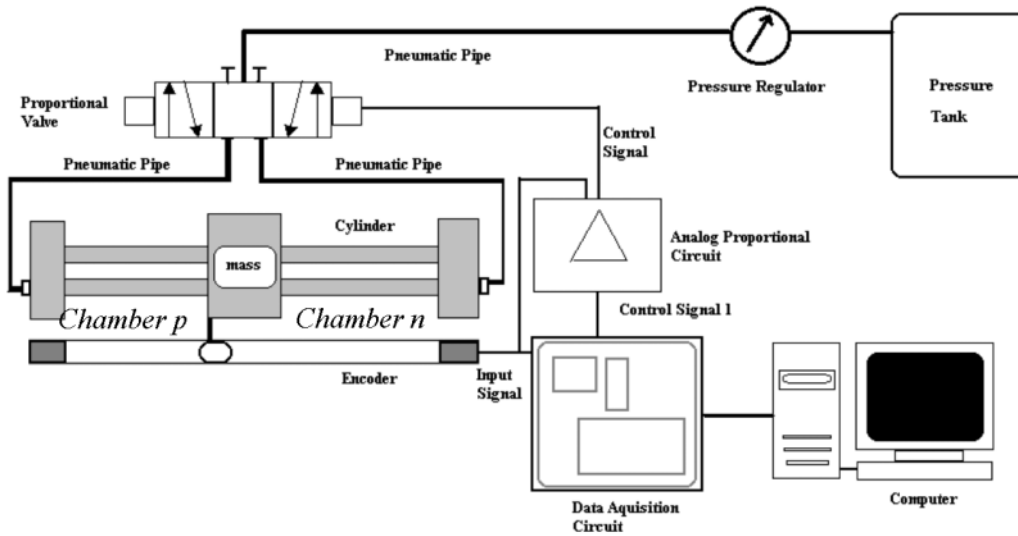 Pneumatic Pipe
Pressure Regulator
Pressure
Tank
Proportional
Valve
Control
Signal
Pneumatic Pipe
Pneumatic Pipe
Cylinder
mass
Analog Proportional
Circuit
Chamber p
Chamber n
Control Signal 1
Encoder
Input
Signal
Data Aquisition
Circuit
Computer